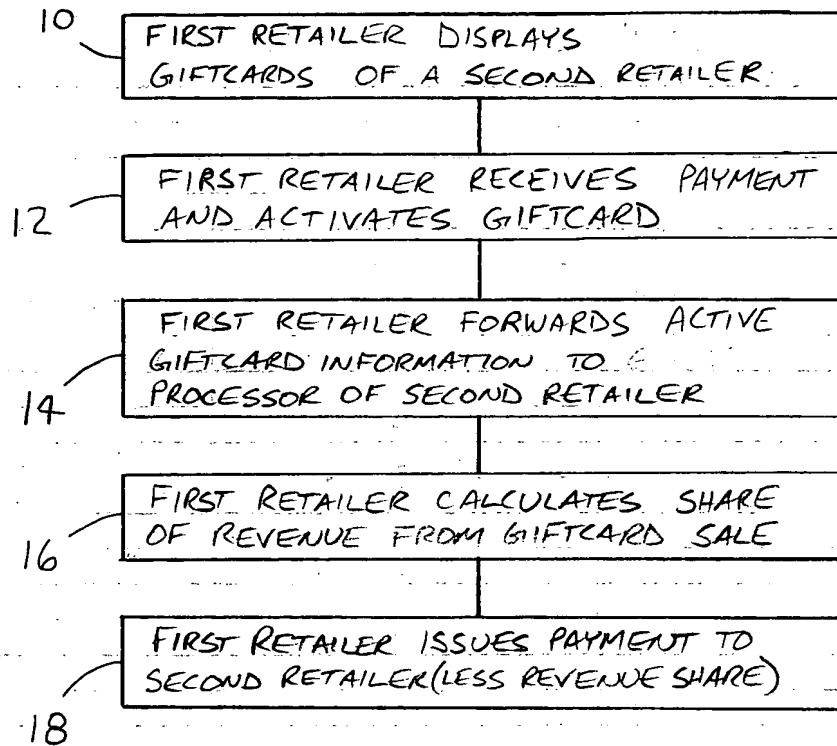 10
FIRST RETAILER DISPLAYS
GIFTCARDS OF A SECOND RETAILER
12
FIRST RETAILER RECEIVES PAYMENT
AND ACTIVATES GIFTCARD
14
FIRST RETAILER FORWARDS ACTIVE
GIFTCARD INFORMATION TO
PROCESSOR OF SECOND RETAILER
16
FIRST RETAILER CALCULATES SHARE
OF REVENUE FROM GIFTCARD SALE
18
FIRST RETAILER ISSUES PAYMENT TO
SECOND RETAILER(LESS REVENUE SHARE)